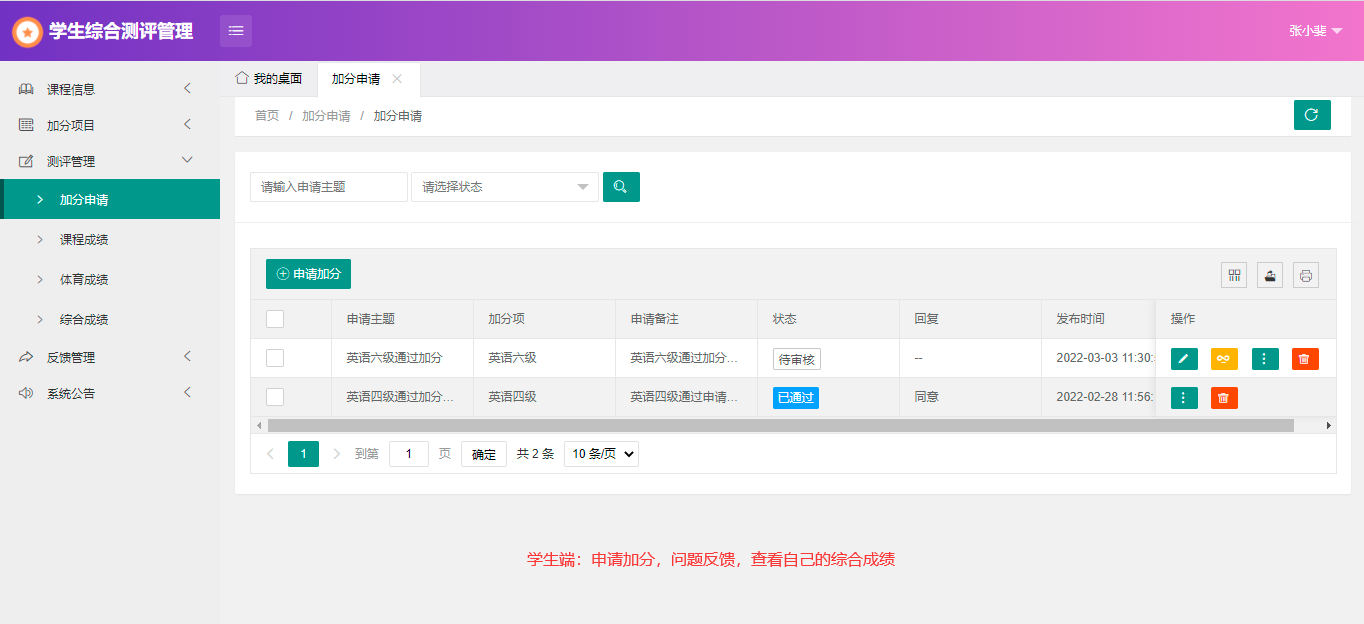 学生综合测评管理
张小斐
课程信息
加分项目
测评管理
加分申请
课程成绩
体育成绩
综合成绩
反馈管理
系统公告
我的桌面
加分申请
首页 / 加分申请 / 加分申请
请输入申请主题
请选择状态
申请加分
申请主题 加分项 申请备注 状态 回复 发布时间 操作
英语六级通过加分 英语六级 英语六级通过加分... 待审核 -- 2022-03-03 11:30:
英语四级通过加分... 英语四级 英语四级通过申请... 已通过 同意 2022-02-28 11:56:
1 到第 1 页 确定 共 2 条 10 条/页
学生端：申请加分，问题反馈，查看自己的综合成绩